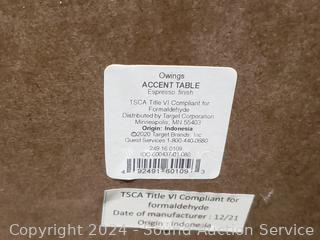 Owings
ACCENT TABLE
Espresso finish
TSCA Title VI Compliant for
Formaldehyde
Distributed by Target Corporation
Minneapolis, MN 55403
Origin: Indonesia
©2020 Target Brands, Inc
Guest Services 1-800-440-0680
249 16 0109
4 92491 60109 3
TSCA Title VI Compliant for
formaldehyde
Date of manufacturer : 12/21
Origin : Indonesia
Copyright 2024 - Sound Auction Service